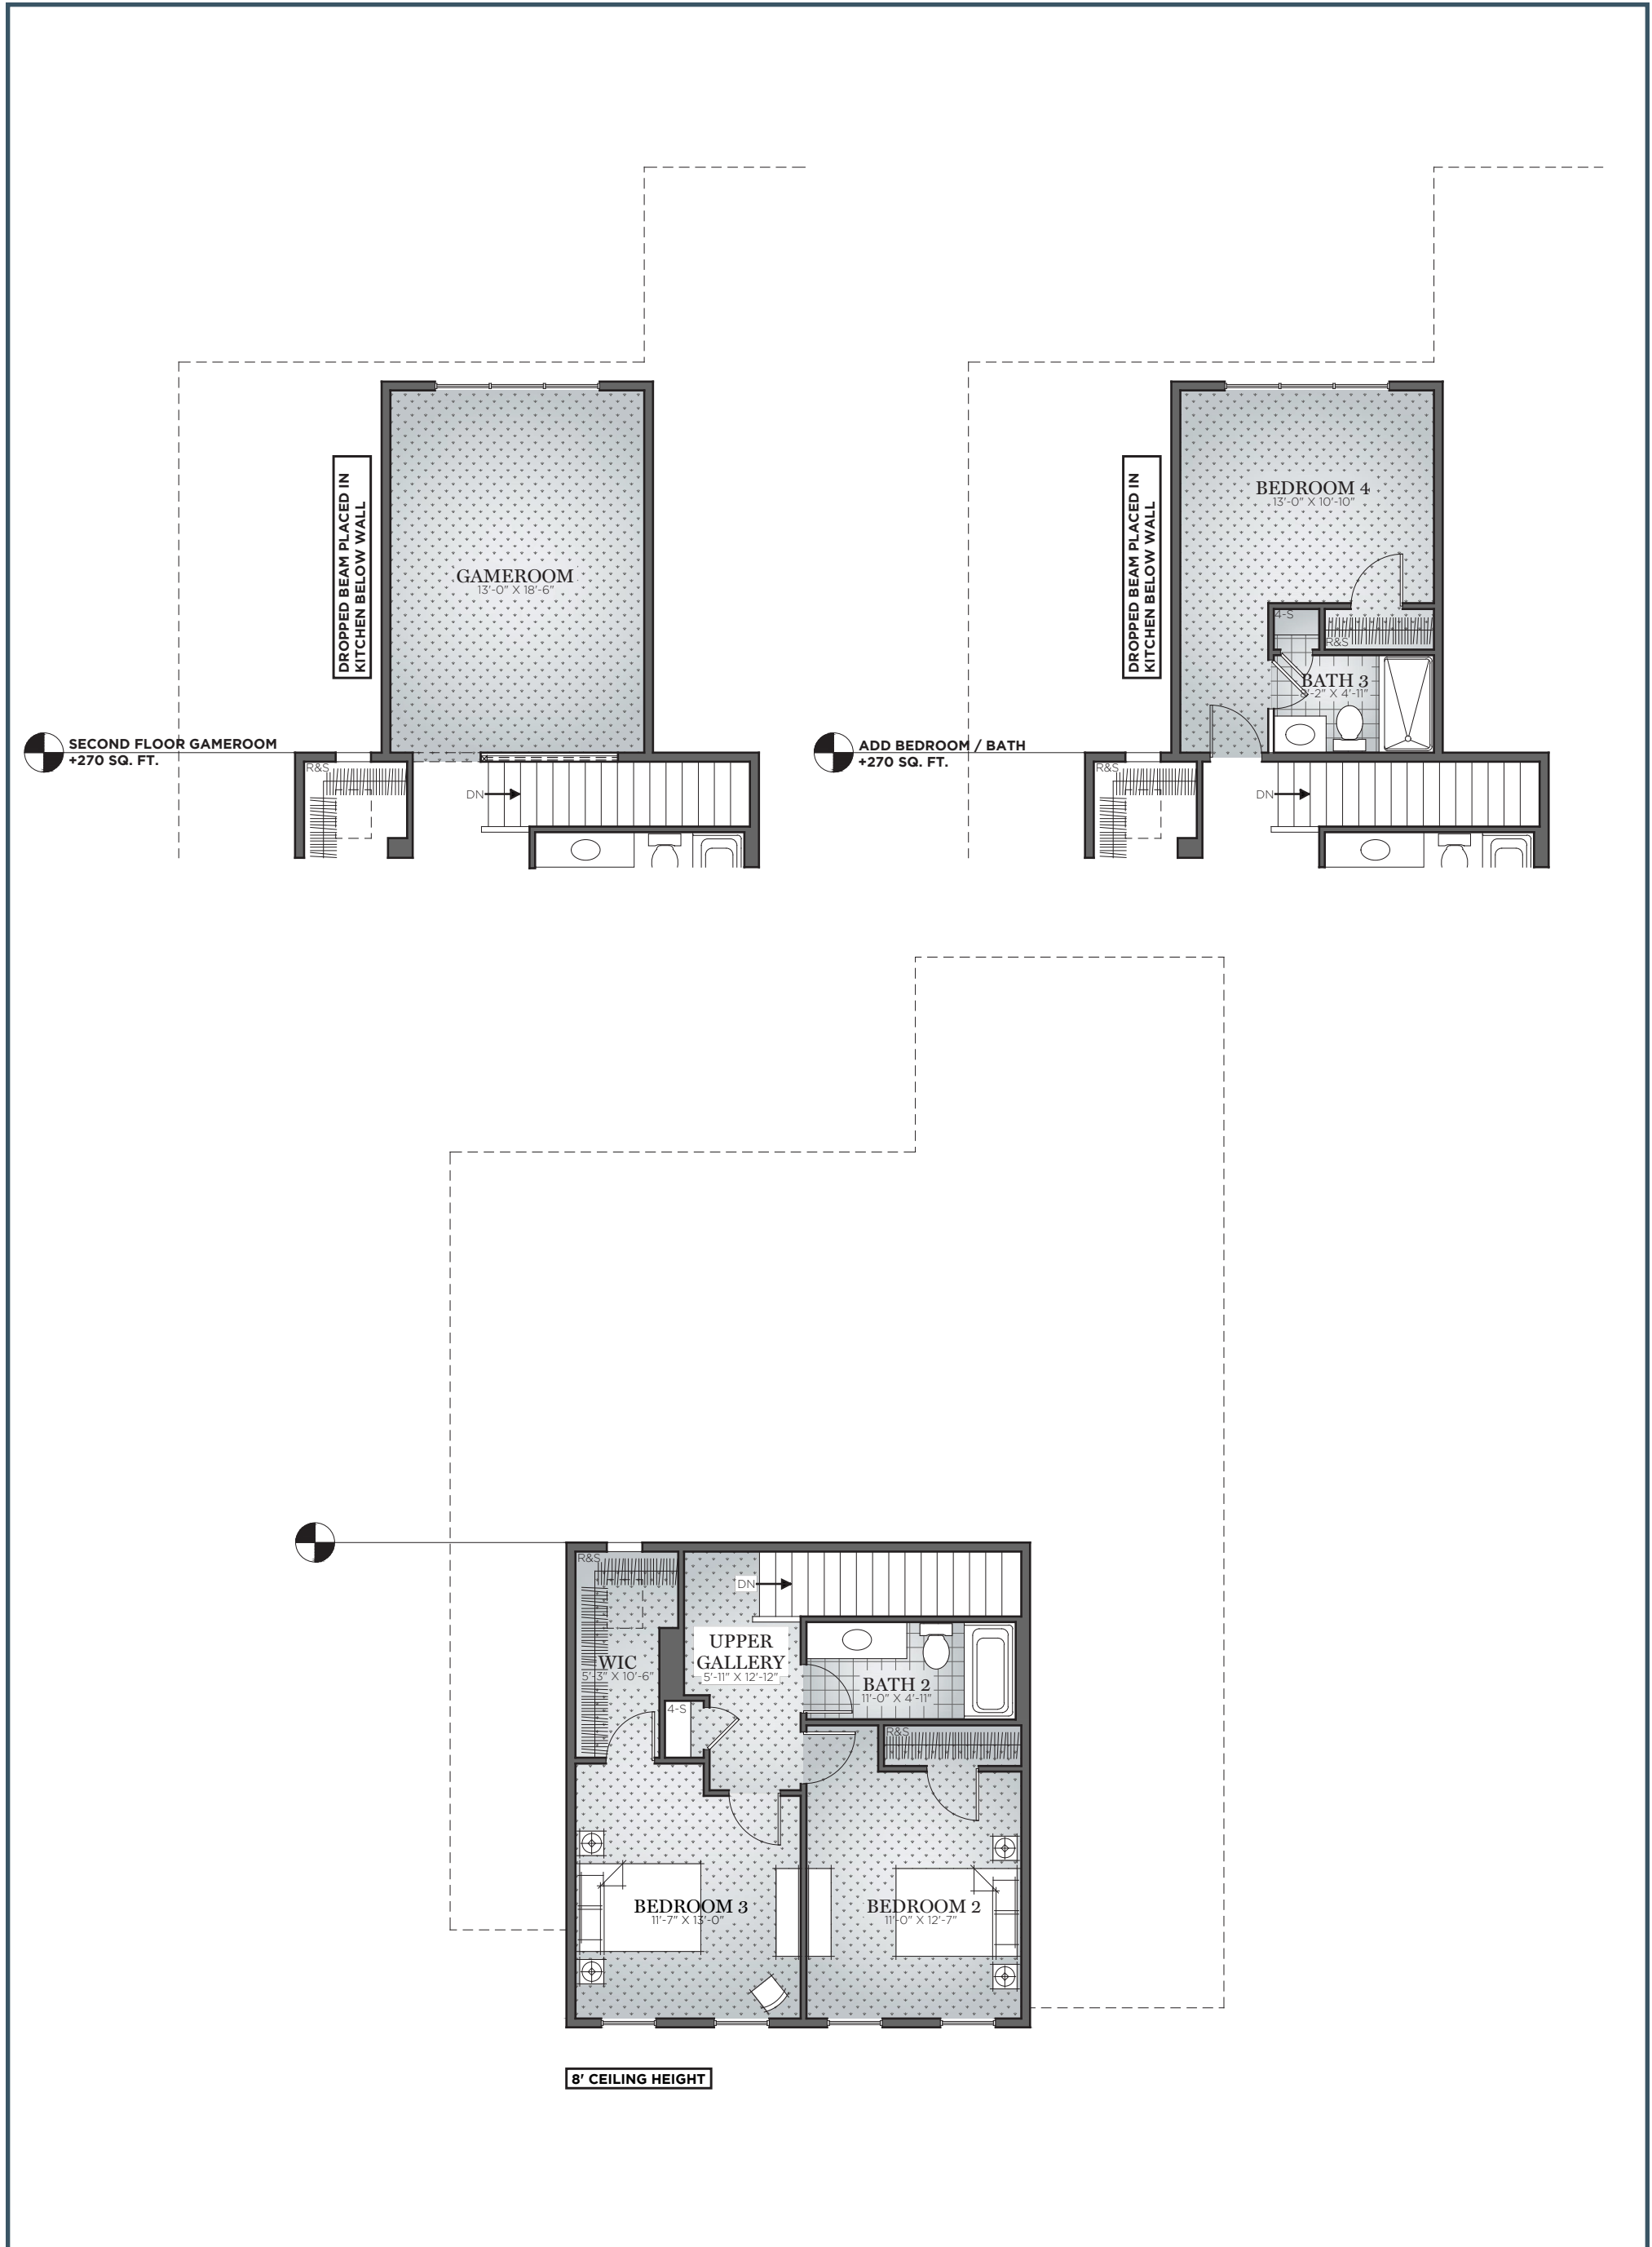 DROPPED BEAM PLACED IN
KITCHEN BELOW WALL
GAMEROOM
13'-0" X 18'-6"
SECOND FLOOR GAMEROOM
+270 SQ. FT.
R&S
DN
DROPPED BEAM PLACED IN
KITCHEN BELOW WALL
BEDROOM 4
13'-0" X 10'-10"
4-S
R&S
BATH 3
-2" X 4'-11"
ADD BEDROOM / BATH
+270 SQ. FT.
R&S
DN
R&S
DN
UPPER
GALLERY
5'-11" X 12'-12"
WIC
5'-3" X 10'-6"
BATH 2
11'-0" X 4'-11"
4-S
R&S
BEDROOM 3
11'-7" X 13'-0"
BEDROOM 2
11'-0" X 12'-7"
8' CEILING HEIGHT